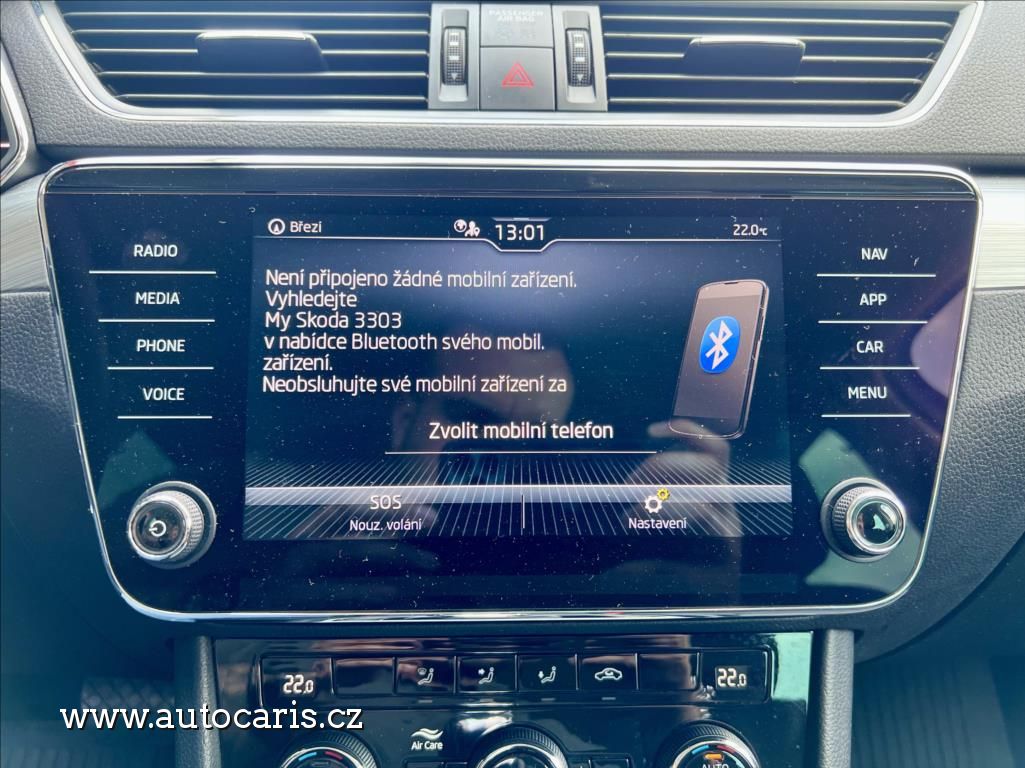 PASSENGER
AIR BAG
Březí
13:01
22.0°C
RADIO
MEDIA
PHONE
VOICE
NAV
APP
CAR
MENU
Není připojeno žádné mobilní zařízení.
Vyhledejte
My Skoda 3303
v nabídce Bluetooth svého mobil.
zařízení.
Neobsluhujte své mobilní zařízení za
Zvolit mobilní telefon
SOS
Nouz. volání
Nastavení
22.0
22.0
www.autocaris.cz
Air Care
AUTO